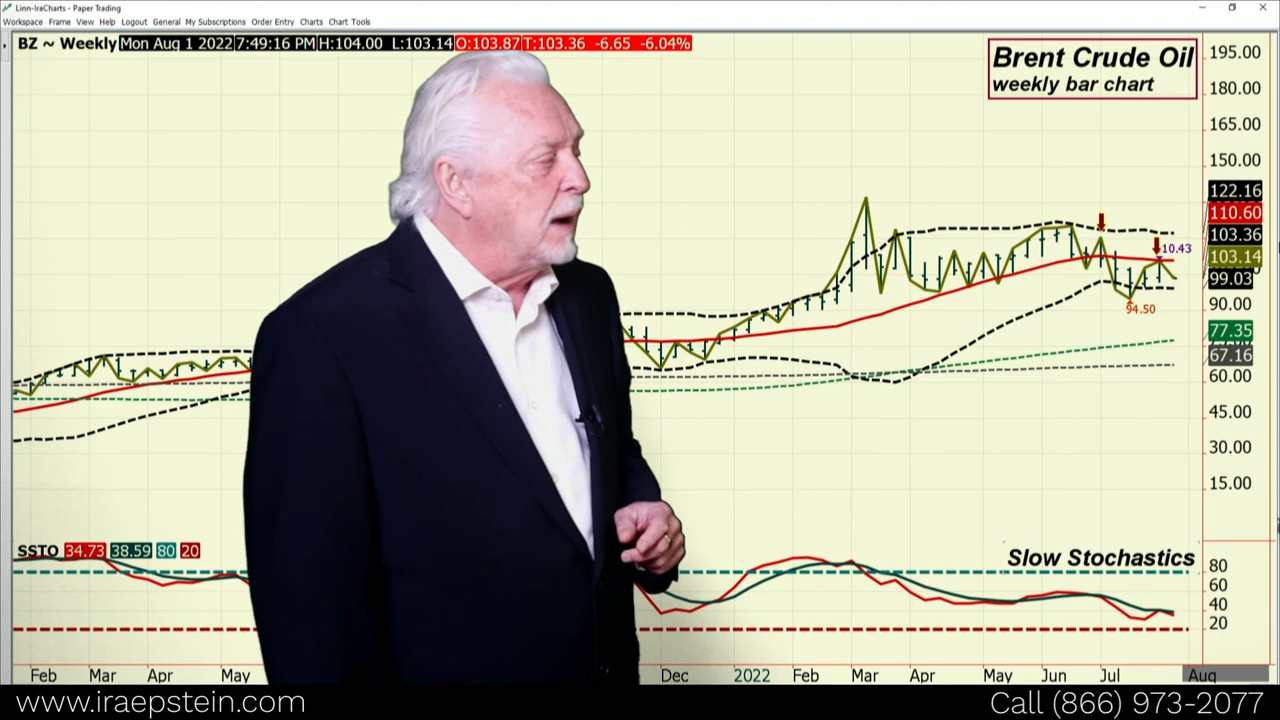 Linn-IraCharts - Paper Trading
Workspace Frame View Help Logout General My Subscriptions Order Entry Charts Chart Tools
BZ ~ Weekly Mon Aug 1 2022 7:49:16 PM H:104.00 L:103.14 O:103.87 T:103.36 -6.65 -6.04%
Brent Crude Oil
weekly bar chart
195.00
180.00
165.00
150.00
122.16
110.60
103.36
10.43
103.14
99.03
90.00
94.50
77.35
67.16
60.00
45.00
30.00
15.00
SSTO 34.73 38.59 80 20
Slow Stochastics
80
60
40
20
Feb Mar Apr May Dec 2022 Feb Mar Apr May Jun Jul Aug
www.iraepstein.com Call (866) 973-2077